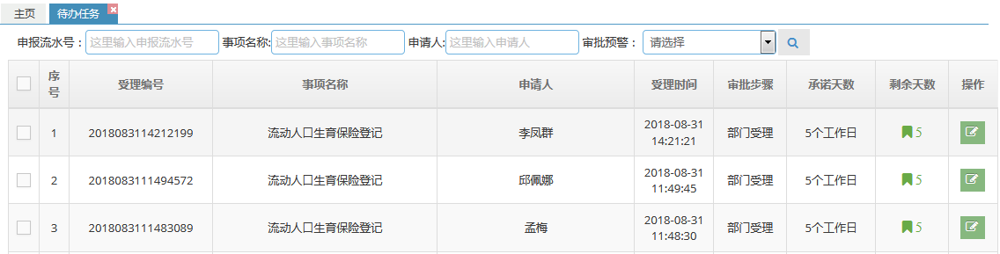 主页 待办任务
申报流水号： 这里输入申报流水号 事项名称: 这里输入事项名称 申请人: 这里输入申请人 审批预警： 请选择
序号 受理编号 事项名称 申请人 受理时间 审批步骤 承诺天数 剩余天数 操作
1 2018083114212199 流动人口生育保险登记 李凤群 2018-08-31 14:21:21 部门受理 5个工作日 5
2 2018083111494572 流动人口生育保险登记 邱佩娜 2018-08-31 11:49:45 部门受理 5个工作日 5
3 2018083111483089 流动人口生育保险登记 孟梅 2018-08-31 11:48:30 部门受理 5个工作日 5